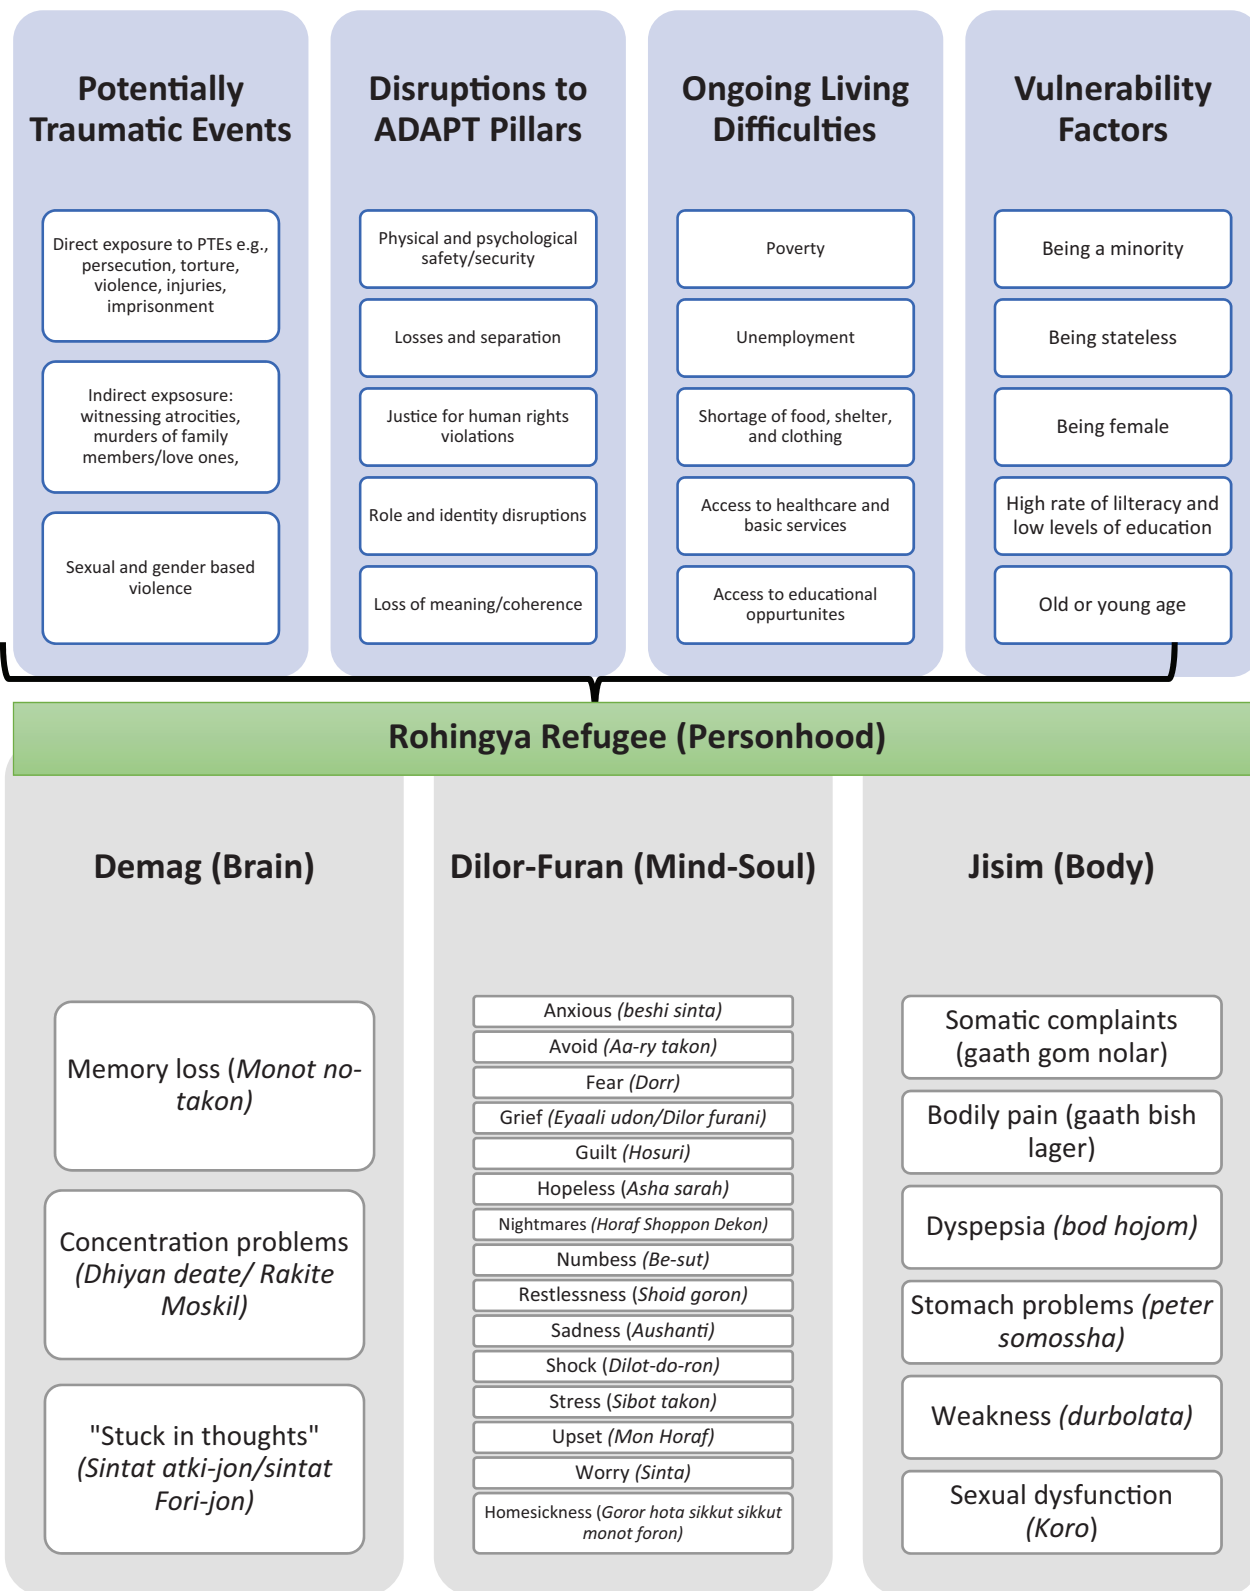 Potentially
Traumatic Events
Direct exposure to PTEs e.g.,
persecution, torture,
violence, injuries,
imprisonment
Indirect expsosure:
witnessing atrocities,
murders of family
members/love ones,
Sexual and gender based
violence
Disruptions to
ADAPT Pillars
Physical and psychological
safety/security
Losses and separation
Justice for human rights
violations
Role and identity disruptions
Loss of meaning/coherence
Ongoing Living
Difficulties
Poverty
Unemployment
Shortage of food, shelter,
and clothing
Access to healthcare and
basic services
Access to educational
oppurtunites
Vulnerability
Factors
Being a minority
Being stateless
Being female
High rate of lilteracy and
low levels of education
Old or young age
Rohingya Refugee (Personhood)
Demag (Brain)
Memory loss (Monot no-
takon)
Concentration problems
(Dhiyan deate/ Rakite
Moskil)
"Stuck in thoughts"
(Sintat atki-jon/sintat
Fori-jon)
Dilor-Furan (Mind-Soul)
Anxious (beshi sinta)
Avoid (Aa-ry takon)
Fear (Dorr)
Grief (Eyaali udon/Dilor furani)
Guilt (Hosuri)
Hopeless (Asha sarah)
Nightmares (Horaf Shoppon Dekon)
Numbess (Be-sut)
Restlessness (Shoid goron)
Sadness (Aushanti)
Shock (Dilot-do-ron)
Stress (Sibot takon)
Upset (Mon Horaf)
Worry (Sinta)
Homesickness (Goror hota sikkut sikkut
monot foron)
Jisim (Body)
Somatic complaints
(gaath gom nolar)
Bodily pain (gaath bish
lager)
Dyspepsia (bod hojom)
Stomach problems (peter
somossha)
Weakness (durbolata)
Sexual dysfunction
(Koro)